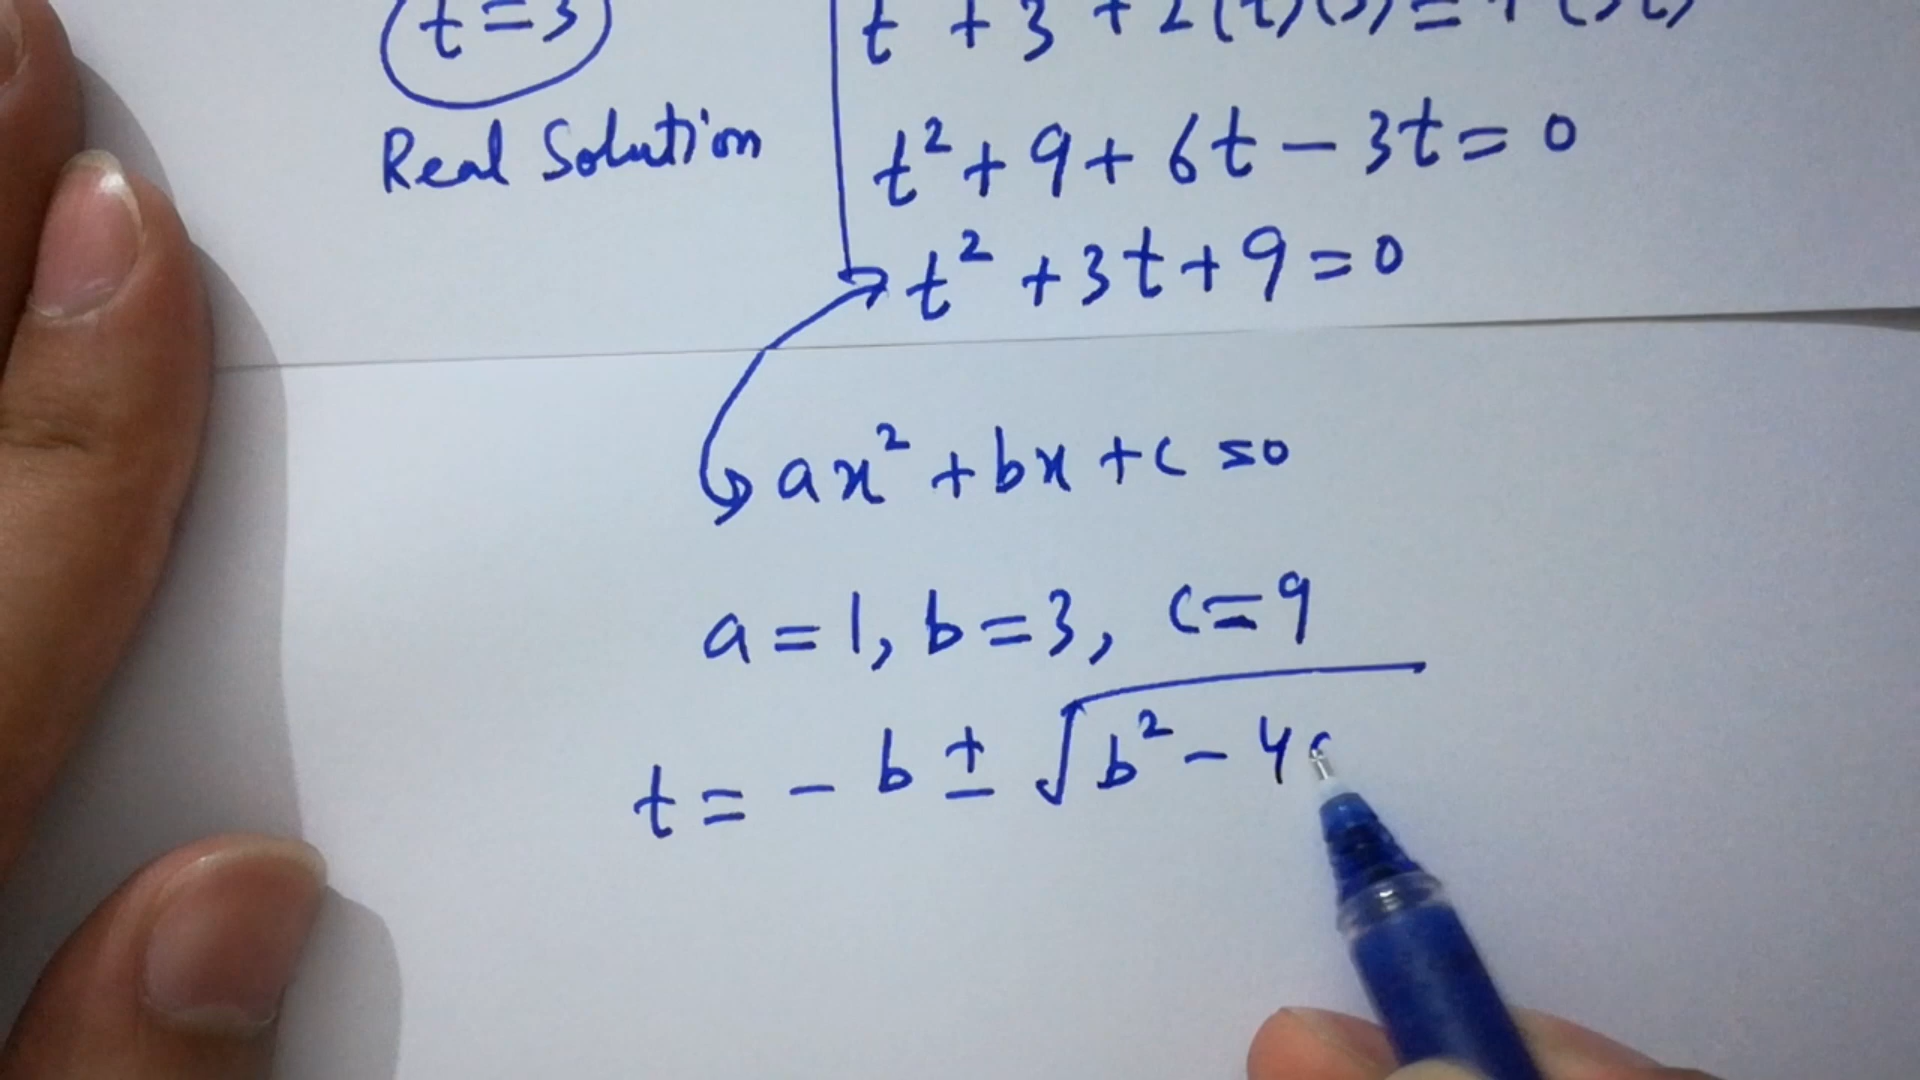 t = 3
Real Solution
t² + 9 + 6t - 3t = 0
t² + 3t + 9 = 0
ax² + bx + c = 0
a = 1, b = 3, c = 9
t = - b ± √b² - 4